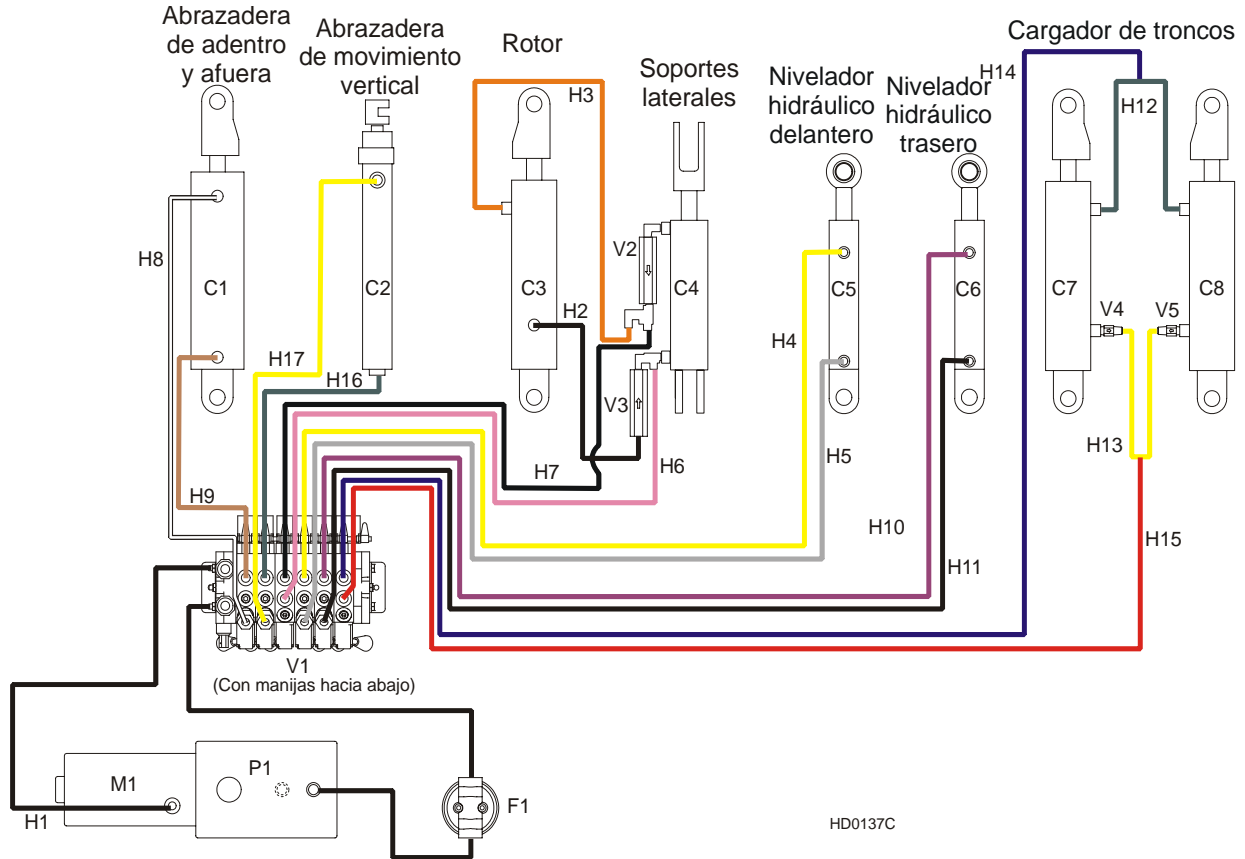 Abrazadera
de adentro
y afuera
Abrazadera
de movimiento
vertical
Rotor
Soportes
laterales
Nivelador
hidráulico
delantero
Nivelador
hidráulico
trasero
Cargador de troncos
H14
H3
H12
H8
V2
C1
C2
C3
C4
C5
C6
C7
C8
H2
V4
V5
H17
H16
H4
V3
H7
H6
H5
H13
H9
H10
H15
H11
V1
(Con manijas hacia abajo)
M1
P1
F1
H1
HD0137C